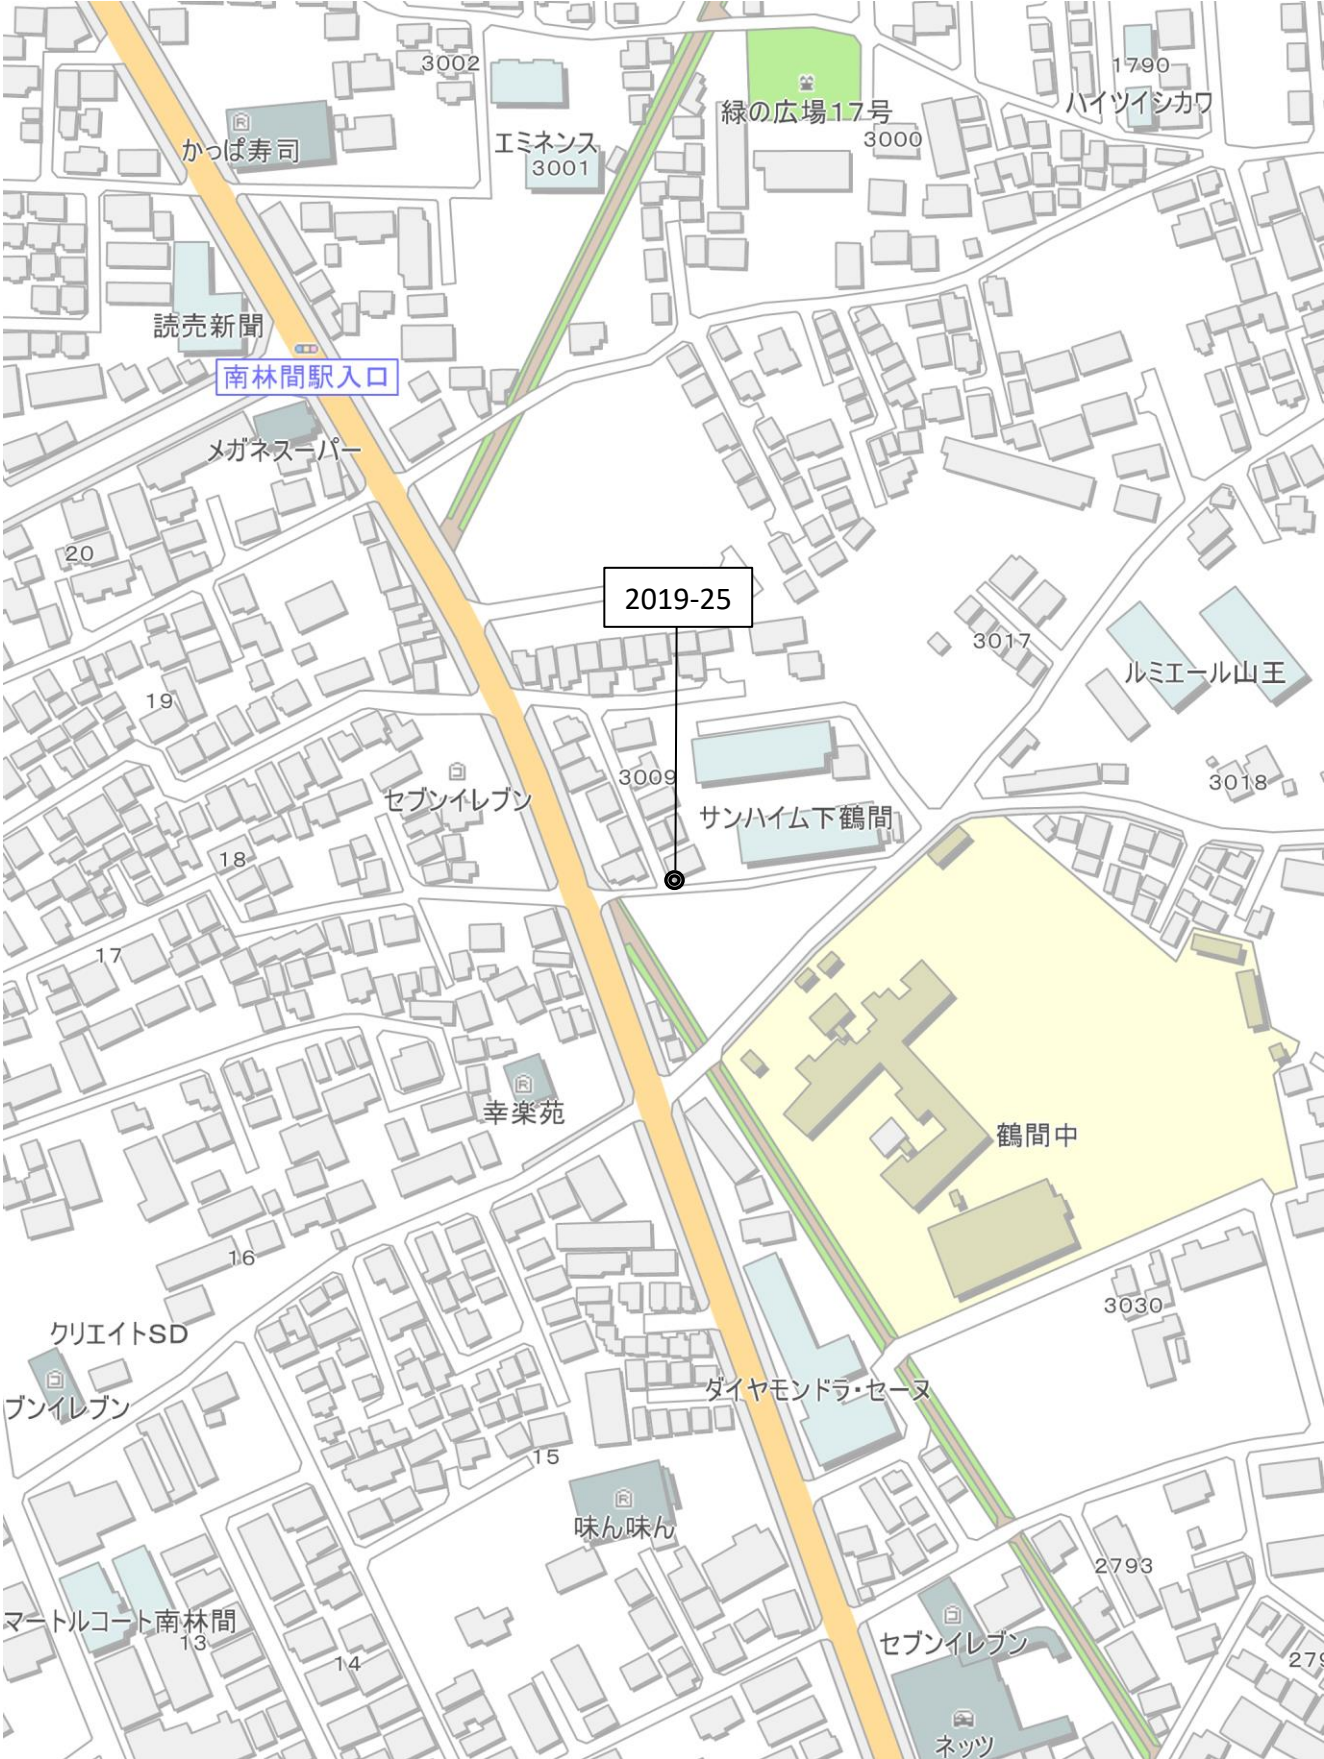 3002
1790
ハイツイシカワ
緑の広場17号
3000
かっぱ寿司
エミネンス
3001
読売新聞
南林間駅入口
メガネスーパー
20
2019-25
3017
ルミエール山王
19
3009
セブンイレブン
サンハイム下鶴間
3018
18
17
幸楽苑
鶴間中
16
3030
クリエイトSD
ブンイレブン
ダイヤモンドラ・セーヌ
15
味ん味ん
2793
マートルコート南林間
13
セブンイレブン
14
279
ネッツ